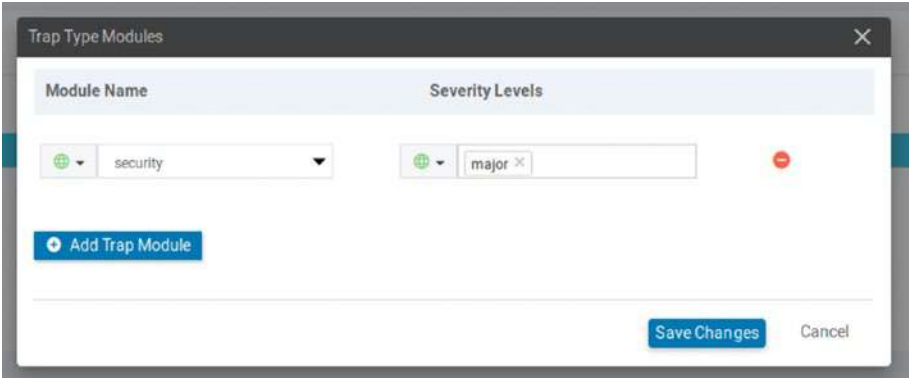 Trap Type Modules
Module Name Severity Levels
security major
Add Trap Module
Save Changes Cancel